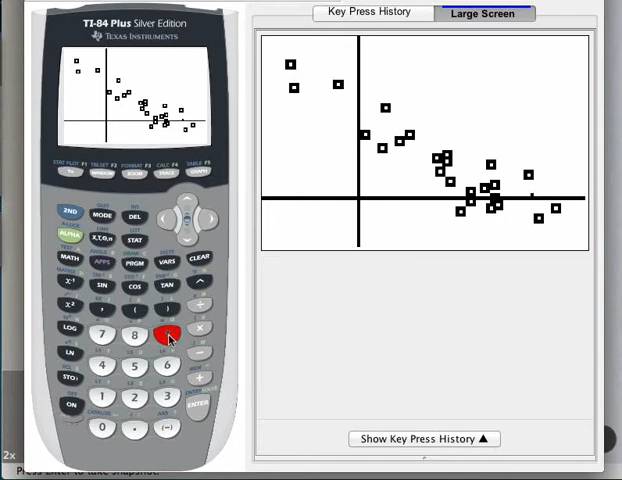 Key Press History
Large Screen
TI-84 Plus Silver Edition
TEXAS INSTRUMENTS
STAT PLOT F1 TBLSET F2 FORMAT F3 CALC F4 TABLE F5
Y= WINDOW ZOOM TRACE GRAPH
2ND MODE DEL
ALPHA X,T,Θ,n STAT
MATH APPS PRGM VARS CLEAR
X⁻¹ SIN COS TAN ^
X² , ( ) ÷
LOG 7 8 ×
LN 4 5 6 −
STO› 1 2 3 +
ON 0 . (−) ENTER
Show Key Press History ▲
2x
Press Enter to take snapshot.